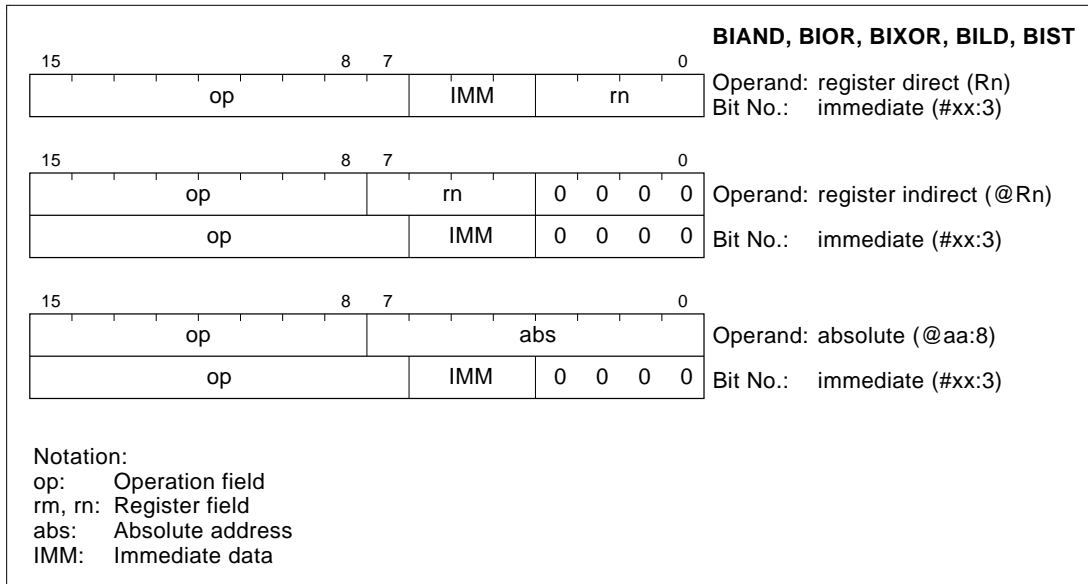 BIAND, BIOR, BIXOR, BILD, BIST
15 8 7 0
op IMM rn
Operand: register direct (Rn)
Bit No.: immediate (#xx:3)
15 8 7 0
op rn 0 0 0 0 Operand: register indirect (@Rn)
op IMM 0 0 0 0 Bit No.: immediate (#xx:3)
15 8 7 0
op abs Operand: absolute (@aa:8)
op IMM 0 0 0 0 Bit No.: immediate (#xx:3)
Notation:
op: Operation field
rm, rn: Register field
abs: Absolute address
IMM: Immediate data